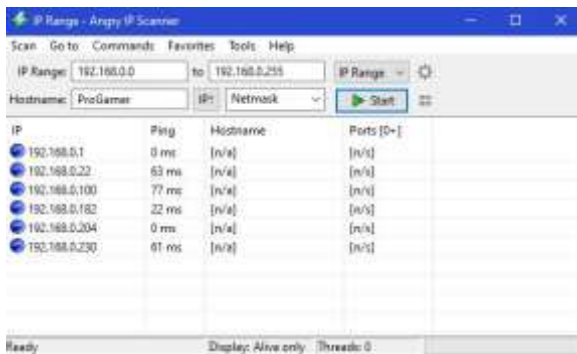 IP Range - Angry IP Scanner
Scan Go to Commands Favorites Tools Help
IP Range: 192.168.0.0 to 192.168.0.255 IP Range
Hostname: ProGamer IP↑ Netmask Start
IP Ping Hostname Ports [0+]
192.168.0.1 0 ms [n/a] [n/s]
192.168.0.22 63 ms [n/a] [n/s]
192.168.0.100 77 ms [n/a] [n/s]
192.168.0.182 22 ms [n/a] [n/s]
192.168.0.204 0 ms [n/a] [n/s]
192.168.0.230 61 ms [n/a] [n/s]
Ready Display: Alive only Threads: 0